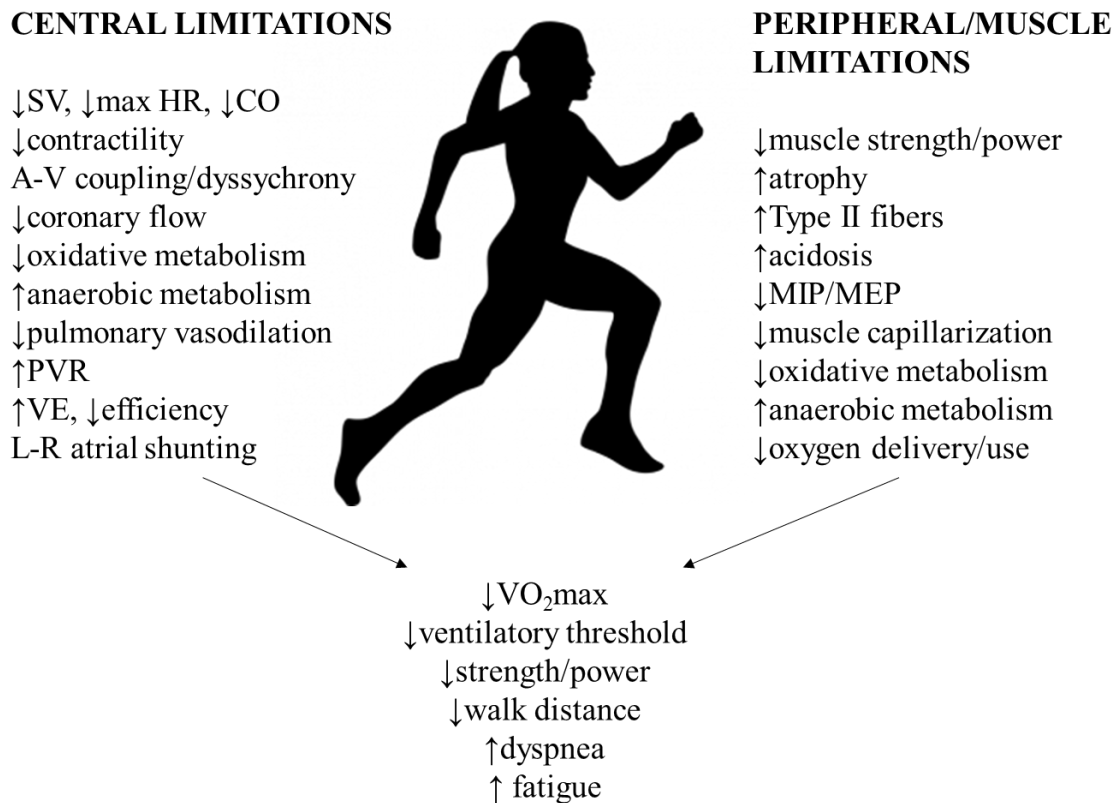 CENTRAL LIMITATIONS
↓SV, ↓max HR, ↓CO
↓contractility
A-V coupling/dyssychrony
↓coronary flow
↓oxidative metabolism
↑anaerobic metabolism
↓pulmonary vasodilation
↑PVR
↑VE, ↓efficiency
L-R atrial shunting
PERIPHERAL/MUSCLE
LIMITATIONS
↓muscle strength/power
↑atrophy
↑Type II fibers
↑acidosis
↓MIP/MEP
↓muscle capillarization
↓oxidative metabolism
↑anaerobic metabolism
↓oxygen delivery/use
↓VO₂max
↓ventilatory threshold
↓strength/power
↓walk distance
↑dyspnea
↑ fatigue